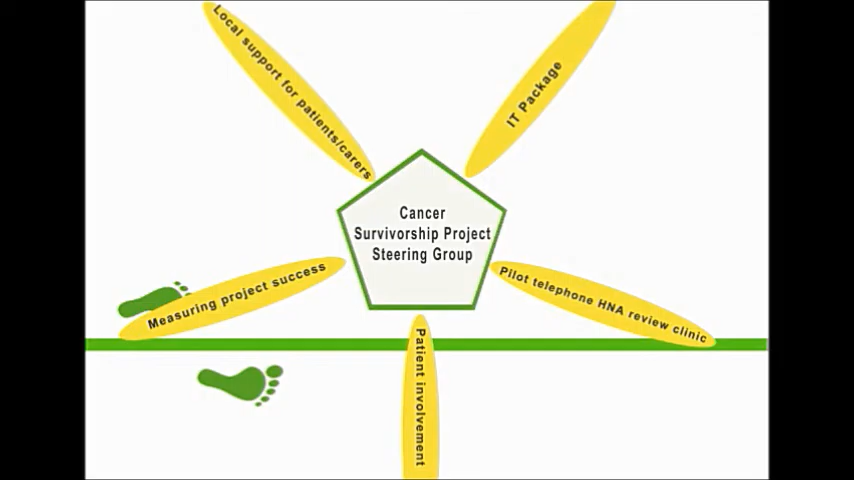 Local support for patients/carers
IT Package
Cancer
Survivorship Project
Steering Group
Measuring project success
Pilot telephone HNA review clinic
Patient involvement